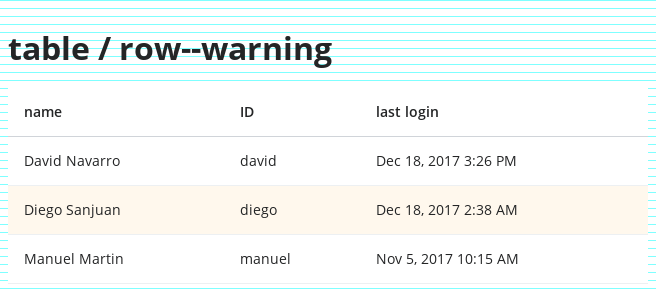 table / row--warning
name ID last login
David Navarro david Dec 18, 2017 3:26 PM
Diego Sanjuan diego Dec 18, 2017 2:38 AM
Manuel Martin manuel Nov 5, 2017 10:15 AM